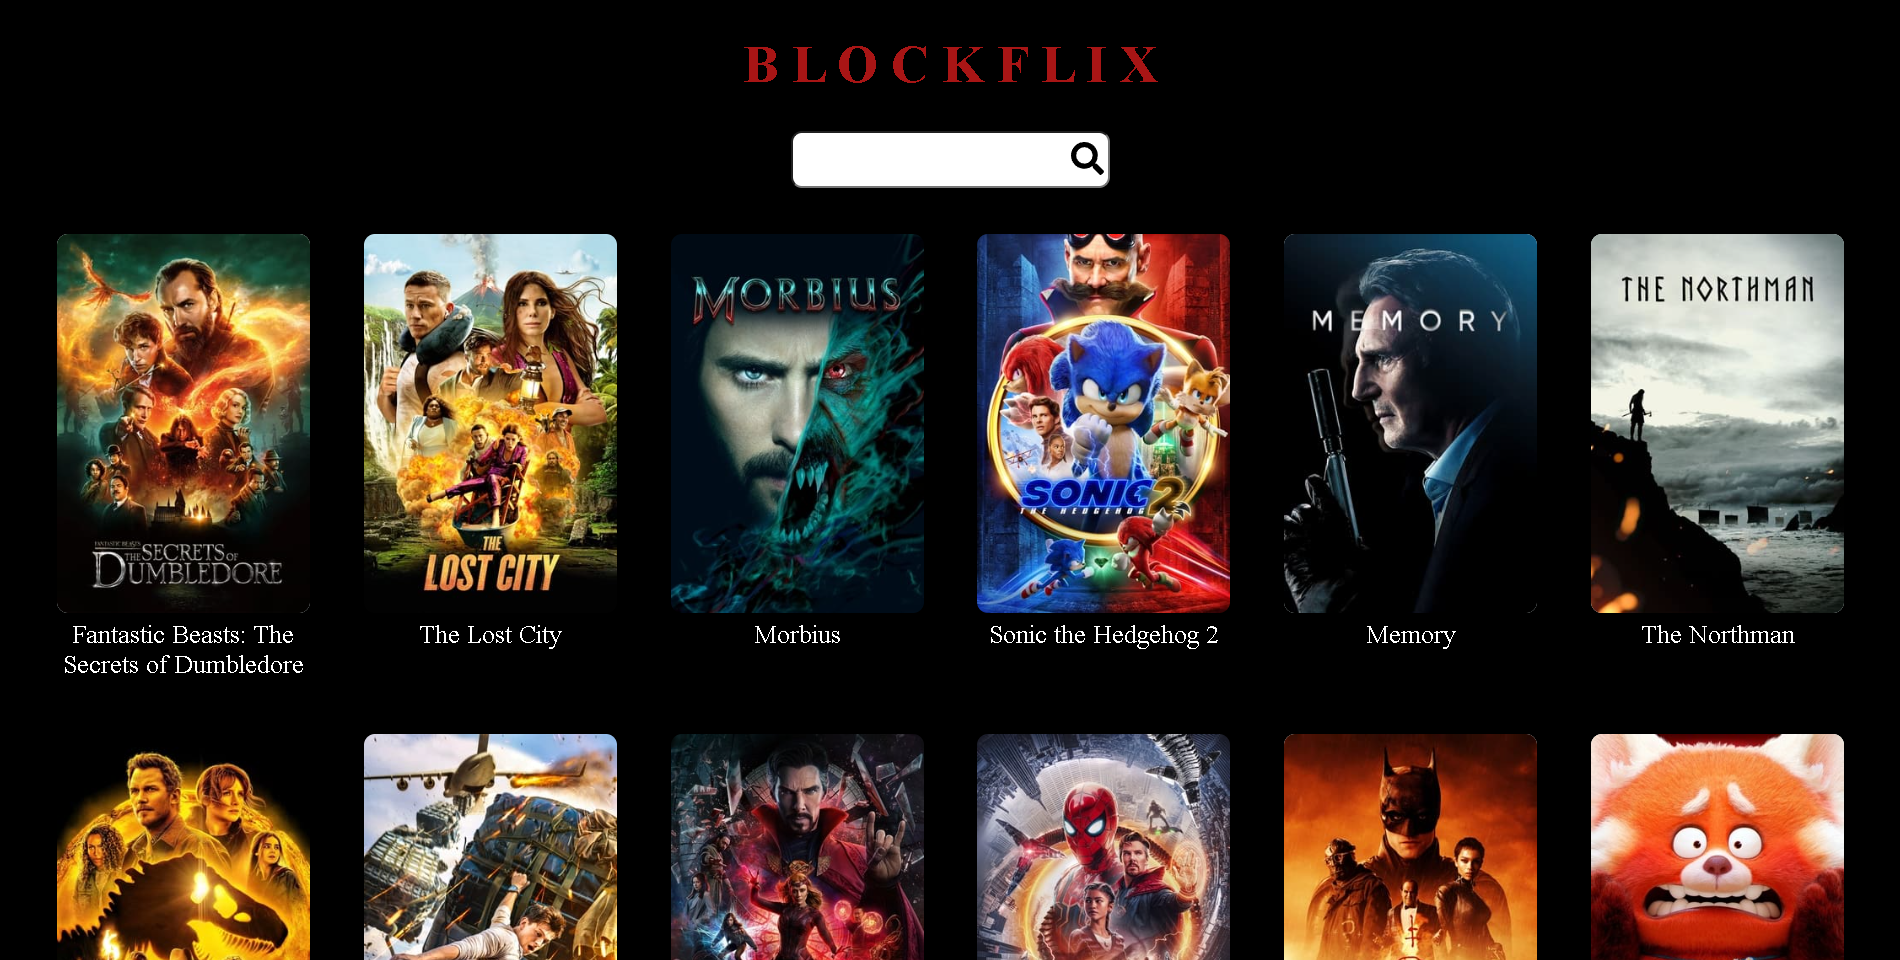 BLOCKFLIX
FANTASTIC BEASTS
THE SECRETS OF
DUMBLEDORE
THE
LOST CITY
MORBIUS
SONIC 2
THE HEDGEHOG
MEMORY
THE NORTHMAN
Fantastic Beasts: The
Secrets of Dumbledore
The Lost City
Morbius
Sonic the Hedgehog 2
Memory
The Northman